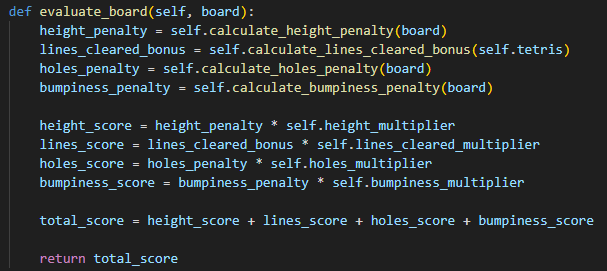 def evaluate_board(self, board):
height_penalty = self.calculate_height_penalty(board)
lines_cleared_bonus = self.calculate_lines_cleared_bonus(self.tetris)
holes_penalty = self.calculate_holes_penalty(board)
bumpiness_penalty = self.calculate_bumpiness_penalty(board)
height_score = height_penalty * self.height_multiplier
lines_score = lines_cleared_bonus * self.lines_cleared_multiplier
holes_score = holes_penalty * self.holes_multiplier
bumpiness_score = bumpiness_penalty * self.bumpiness_multiplier
total_score = height_score + lines_score + holes_score + bumpiness_score
return total_score